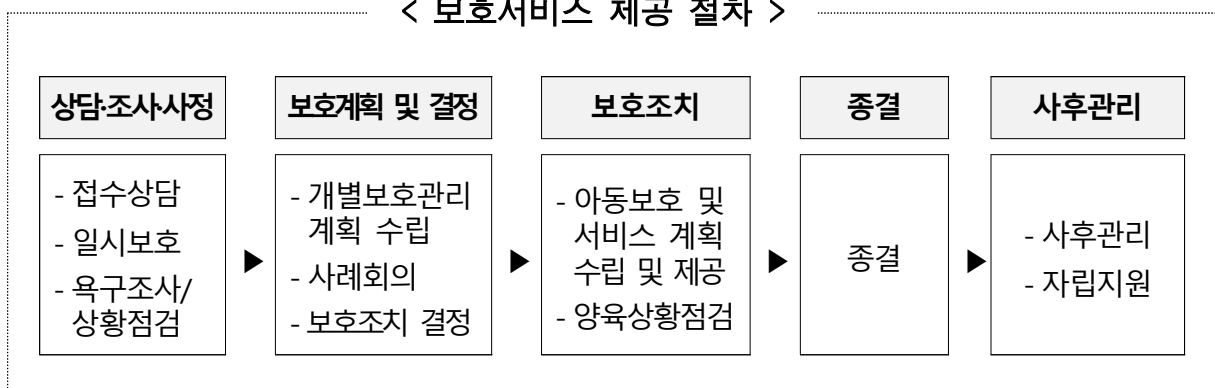 < 보호서비스 제공 절차 >
상담·조사·사정
- 접수상담
- 일시보호
- 욕구조사/
상황점검
▶
보호계획 및 결정
- 개별보호관리
계획 수립
- 사례회의
- 보호조치 결정
▶
보호조치
- 아동보호 및
서비스 계획
수립 및 제공
- 양육상황점검
▶
종결
종결
▶
사후관리
- 사후관리
- 자립지원